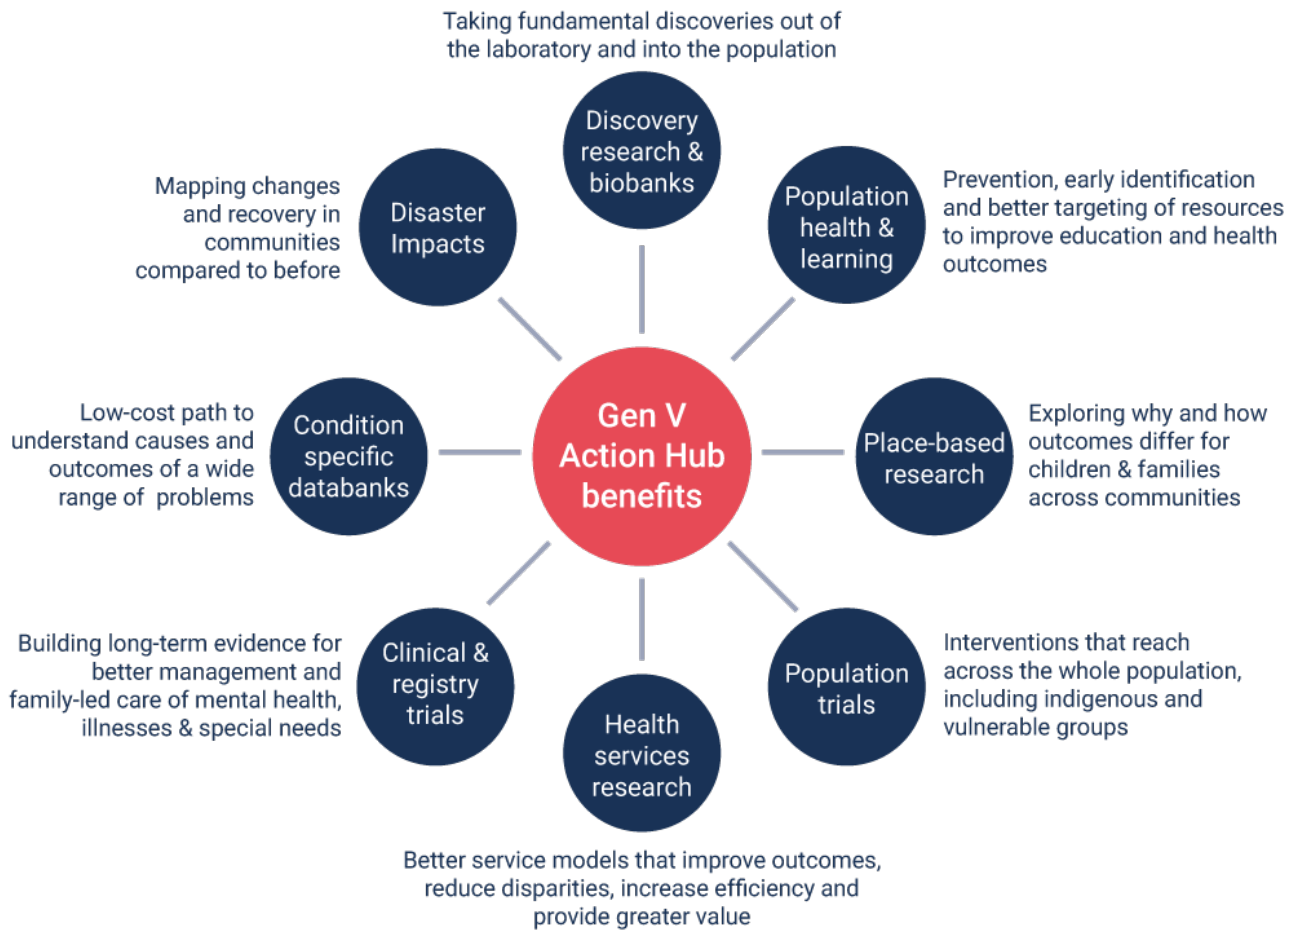 Taking fundamental discoveries out of
the laboratory and into the population
Discovery
research &
biobanks
Population
health &
learning
Prevention, early identification
and better targeting of resources
to improve education and health
outcomes
Place-based
research
Exploring why and how
outcomes differ for
children & families
across communities
Population
trials
Interventions that reach
across the whole population,
including indigenous and
vulnerable groups
Health
services
research
Better service models that improve outcomes,
reduce disparities, increase efficiency and
provide greater value
Clinical &
registry
trials
Building long-term evidence for
better management and
family-led care of mental health,
illnesses & special needs
Condition
specific
databanks
Low-cost path to
understand causes and
outcomes of a wide
range of problems
Disaster
Impacts
Mapping changes
and recovery in
communities
compared to before
Gen V
Action Hub
benefits